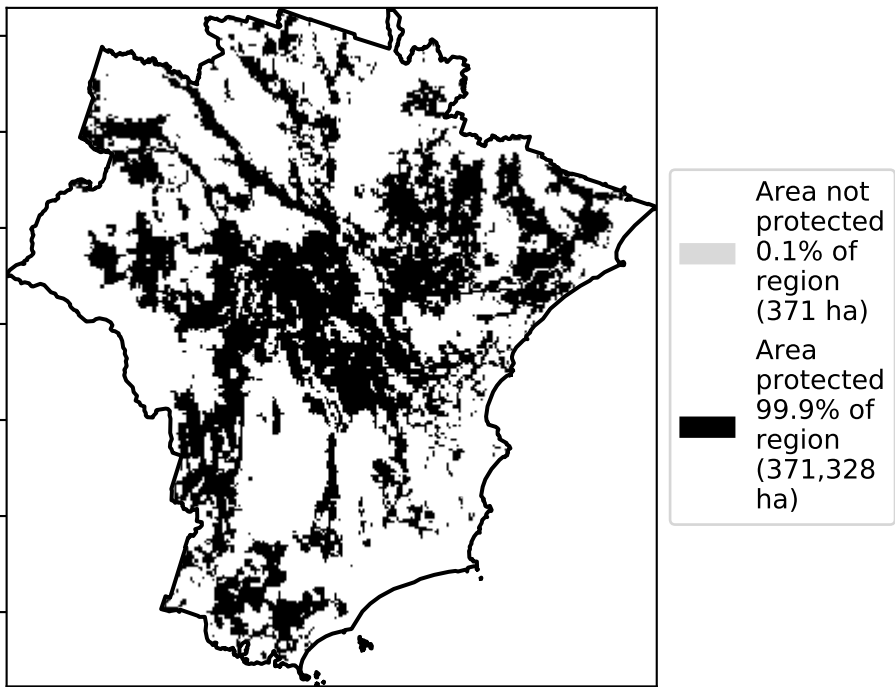 Area not
protected
0.1% of
region
(371 ha)
Area
protected
99.9% of
region
(371,328
ha)